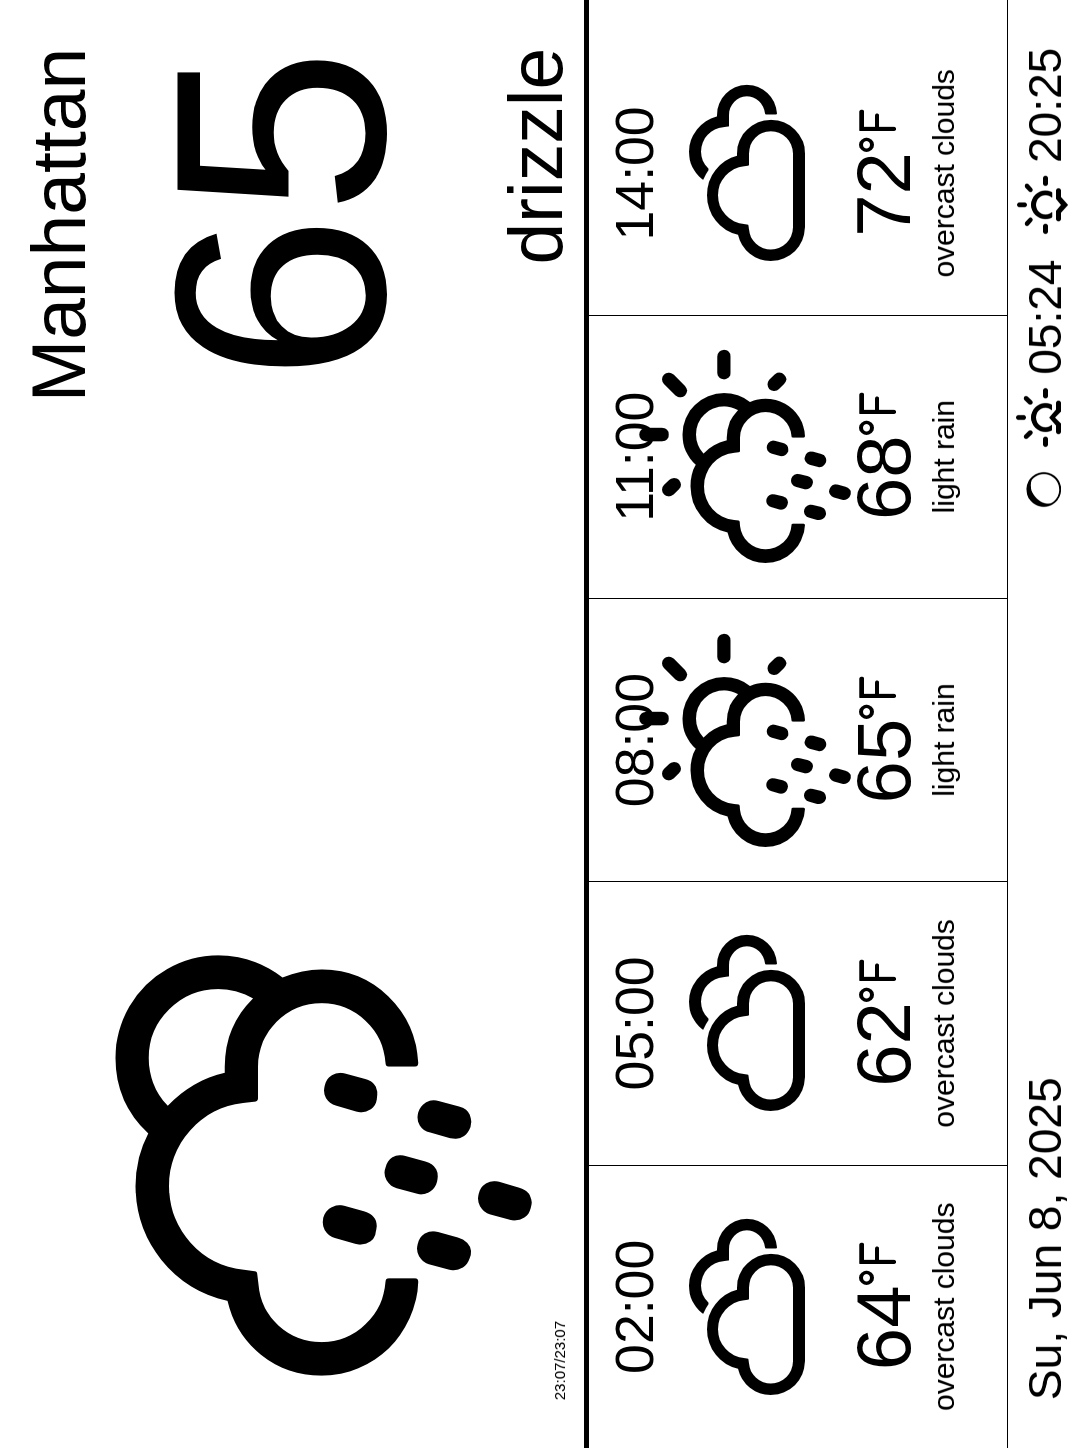 Manhattan
65
drizzle
23:07/23:07
02:00
64°F
overcast clouds
05:00
62°F
overcast clouds
08:00
65°F
light rain
11:00
68°F
light rain
14:00
72°F
overcast clouds
Su, Jun 8, 2025
05:24
20:25